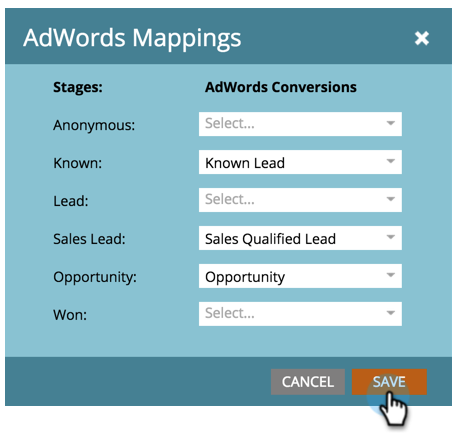 AdWords Mappings
Stages: AdWords Conversions
Anonymous: Select...
Known: Known Lead
Lead: Select...
Sales Lead: Sales Qualified Lead
Opportunity: Opportunity
Won: Select...
CANCEL SAVE